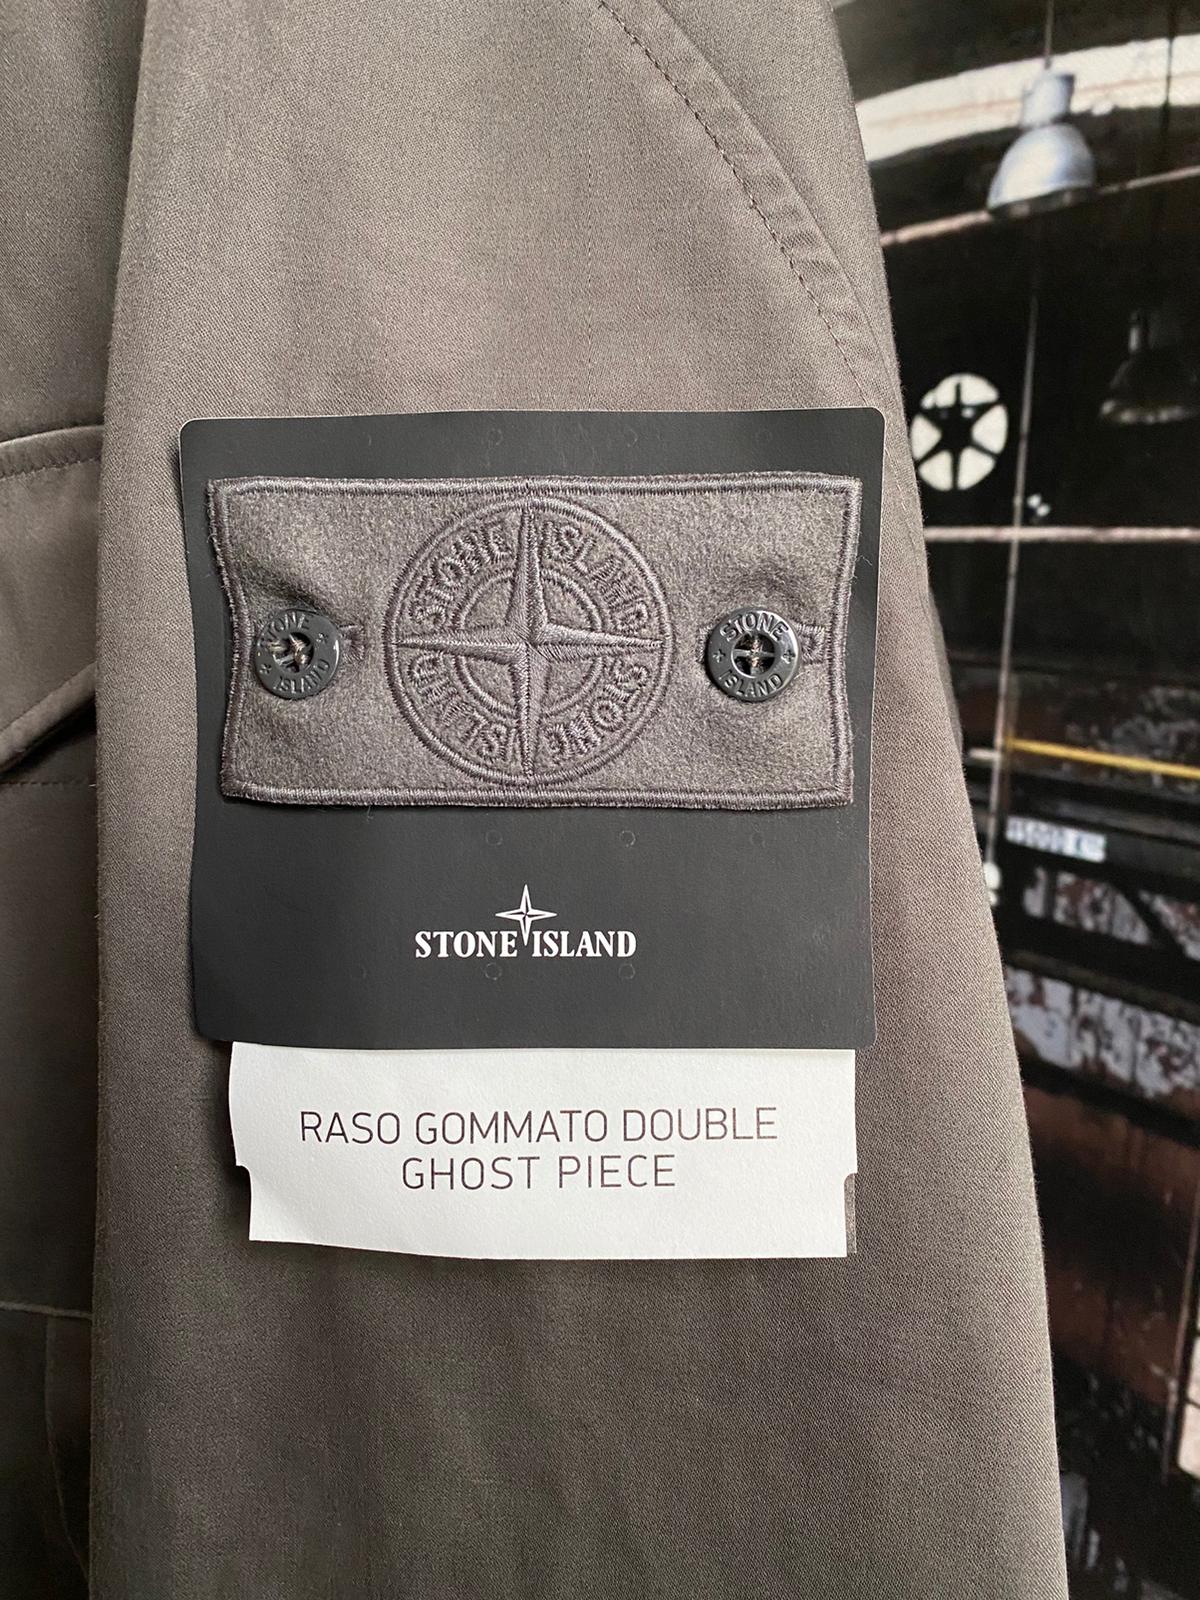 STONE ISLAND
STONE ISLAND
STONE
ISLAND
STONE
ISLAND
STONE ISLAND
RASO GOMMATO DOUBLE
GHOST PIECE